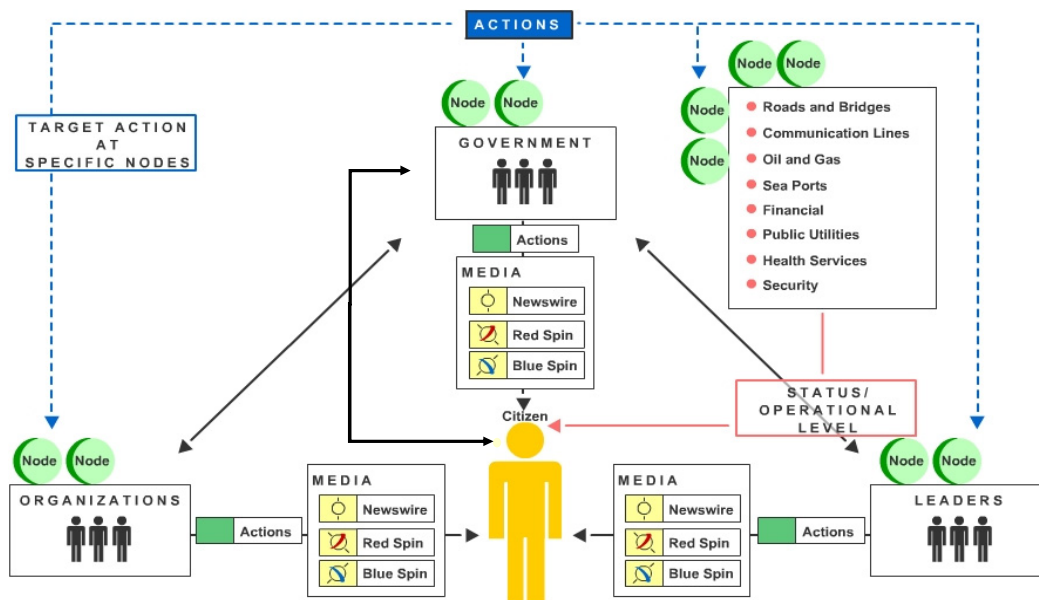 ACTIONS
Node
Node
Node
Node
Node
Node
TARGET ACTION
AT
SPECIFIC NODES
GOVERNMENT
Roads and Bridges
Communication Lines
Oil and Gas
Sea Ports
Financial
Public Utilities
Health Services
Security
Actions
MEDIA
Newswire
Red Spin
Blue Spin
STATUS/
OPERATIONAL
LEVEL
Citizen
Node
Node
ORGANIZATIONS
Actions
MEDIA
Newswire
Red Spin
Blue Spin
MEDIA
Newswire
Red Spin
Blue Spin
Actions
Node
Node
LEADERS